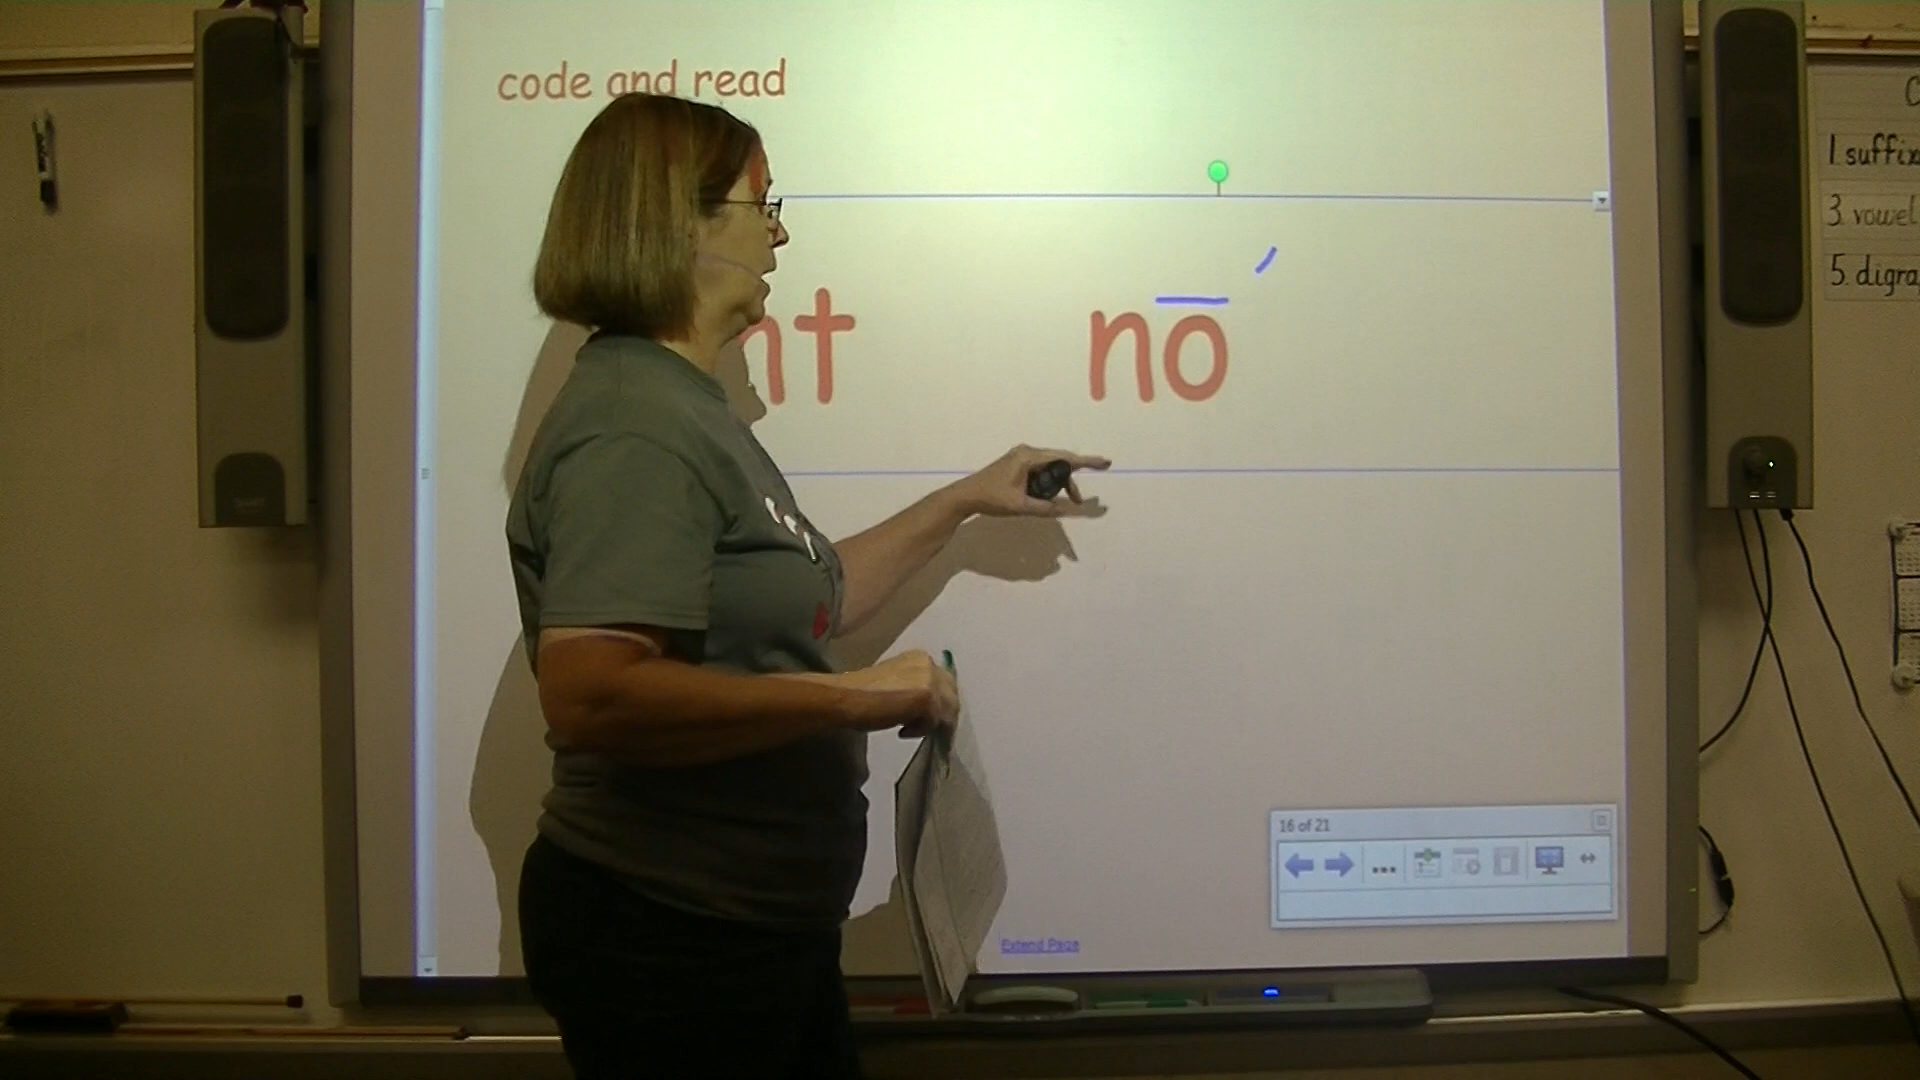 code and read
nt nō
16 of 21
Extend Page
1. suffix
3. vowel
5. digra